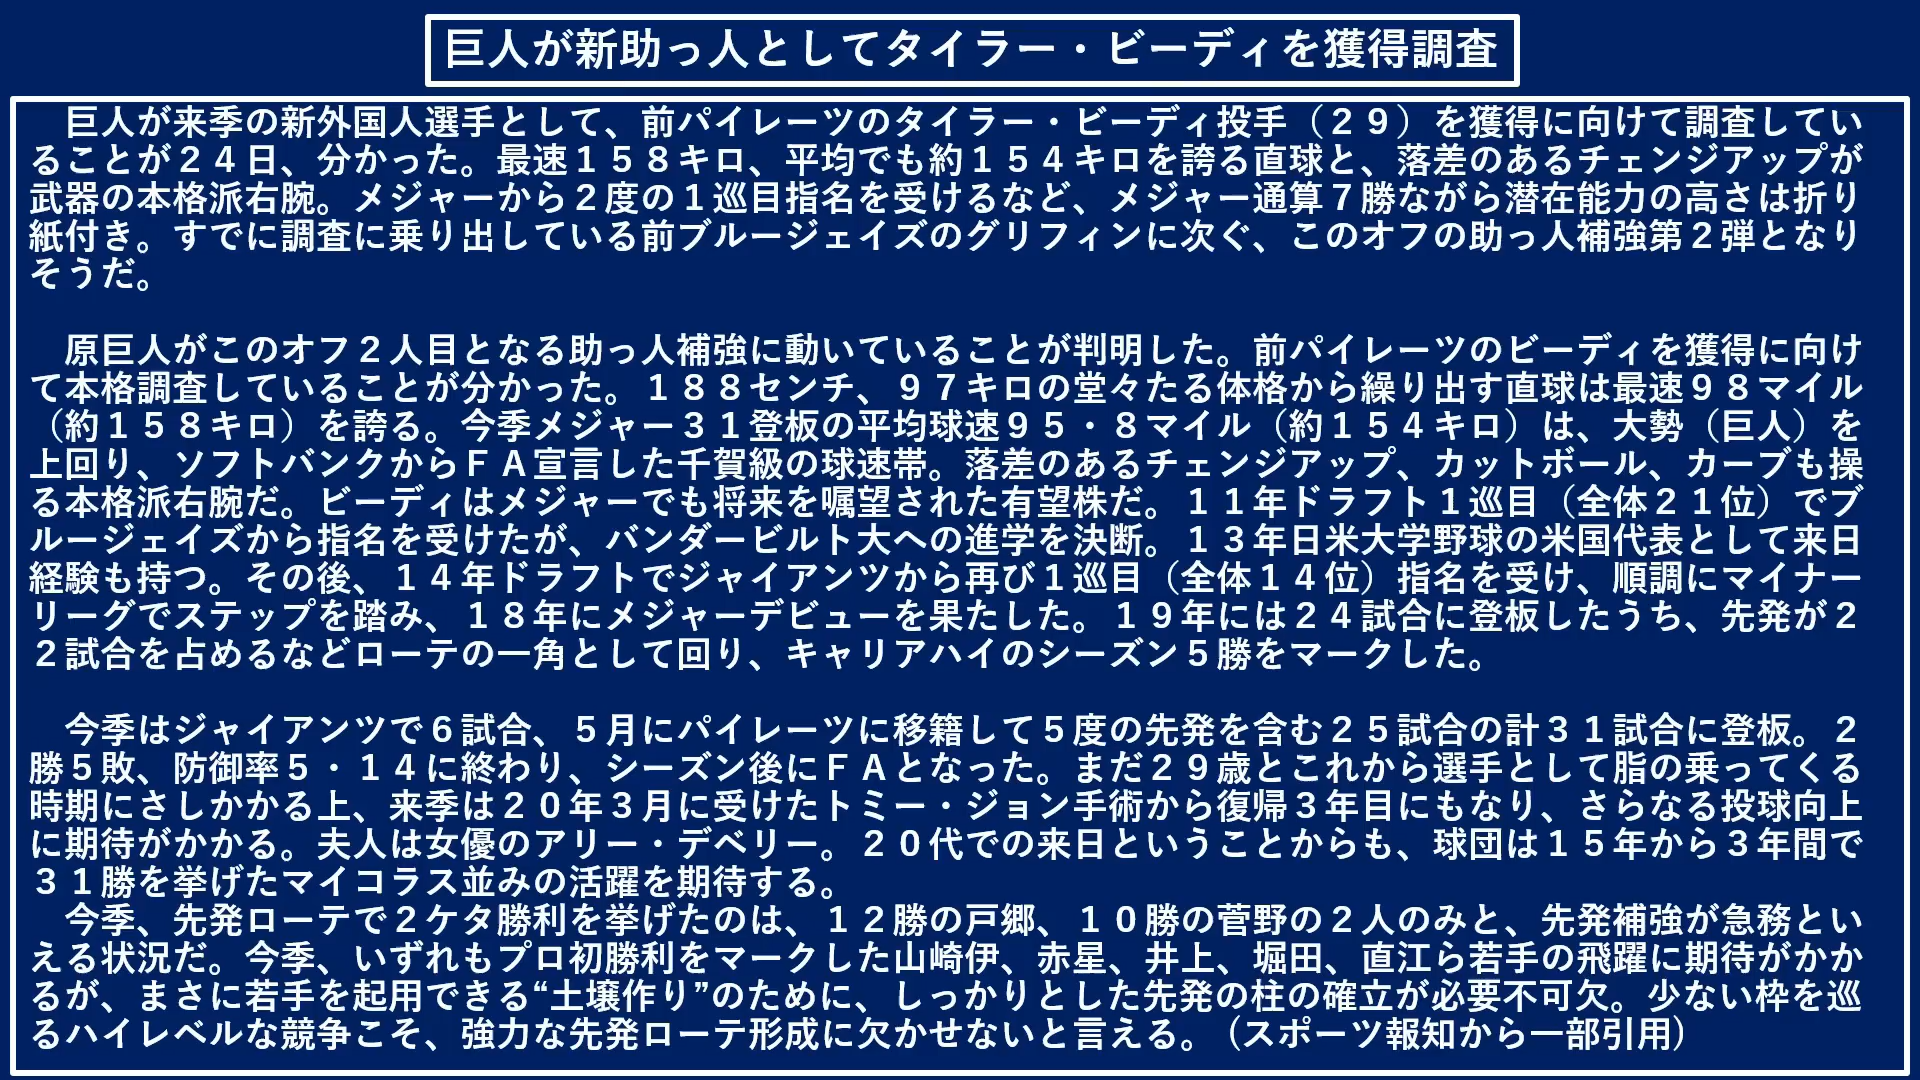 巨人が新助っ人としてタイラー・ビーディを獲得調査
　巨人が来季の新外国人選手として、前パイレーツのタイラー・ビーディ投手（２９）を獲得に向けて調査してい
ることが２４日、分かった。最速１５８キロ、平均でも約１５４キロを誇る直球と、落差のあるチェンジアップが
武器の本格派右腕。メジャーから２度の１巡目指名を受けるなど、メジャー通算７勝ながら潜在能力の高さは折り
紙付き。すでに調査に乗り出している前ブルージェイズのグリフィンに次ぐ、このオフの助っ人補強第２弾となり
そうだ。
　原巨人がこのオフ２人目となる助っ人補強に動いていることが判明した。前パイレーツのビーディを獲得に向け
て本格調査していることが分かった。１８８センチ、９７キロの堂々たる体格から繰り出す直球は最速９８マイル
（約１５８キロ）を誇る。今季メジャー３１登板の平均球速９５・８マイル（約１５４キロ）は、大勢（巨人）を
上回り、ソフトバンクからＦＡ宣言した千賀級の球速帯。落差のあるチェンジアップ、カットボール、カーブも操
る本格派右腕だ。ビーディはメジャーでも将来を嘱望された有望株だ。１１年ドラフト１巡目（全体２１位）でブ
ルージェイズから指名を受けたが、バンダービルト大への進学を決断。１３年日米大学野球の米国代表として来日
経験も持つ。その後、１４年ドラフトでジャイアンツから再び１巡目（全体１４位）指名を受け、順調にマイナー
リーグでステップを踏み、１８年にメジャーデビューを果たした。１９年には２４試合に登板したうち、先発が２
２試合を占めるなどローテの一角として回り、キャリアハイのシーズン５勝をマークした。
　今季はジャイアンツで６試合、５月にパイレーツに移籍して５度の先発を含む２５試合の計３１試合に登板。２
勝５敗、防御率５・１４に終わり、シーズン後にＦＡとなった。まだ２９歳とこれから選手として脂の乗ってくる
時期にさしかかる上、来季は２０年３月に受けたトミー・ジョン手術から復帰３年目にもなり、さらなる投球向上
に期待がかかる。夫人は女優のアリー・デベリー。２０代での来日ということからも、球団は１５年から３年間で
３１勝を挙げたマイコラス並みの活躍を期待する。
　今季、先発ローテで２ケタ勝利を挙げたのは、１２勝の戸郷、１０勝の菅野の２人のみと、先発補強が急務とい
える状況だ。今季、いずれもプロ初勝利をマークした山崎伊、赤星、井上、堀田、直江ら若手の飛躍に期待がかか
るが、まさに若手を起用できる“土壌作り”のために、しっかりとした先発の柱の確立が必要不可欠。少ない枠を巡
るハイレベルな競争こそ、強力な先発ローテ形成に欠かせないと言える。（スポーツ報知から一部引用）